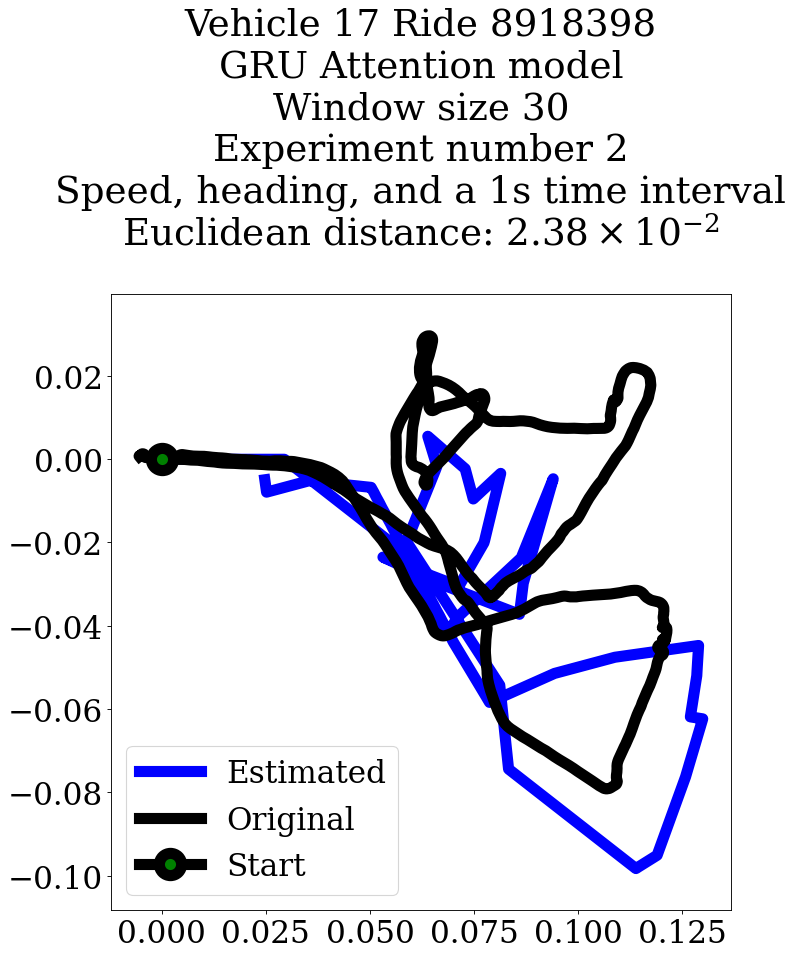 Vehicle 17 Ride 8918398
GRU Attention model
Window size 30
Experiment number 2
Speed, heading, and a 1s time interval
Euclidean distance: 2.38 × 10⁻²
0.02
0.00
−0.02
−0.04
−0.06
−0.08
−0.10
Estimated
Original
Start
0.000 0.025 0.050 0.075 0.100 0.125